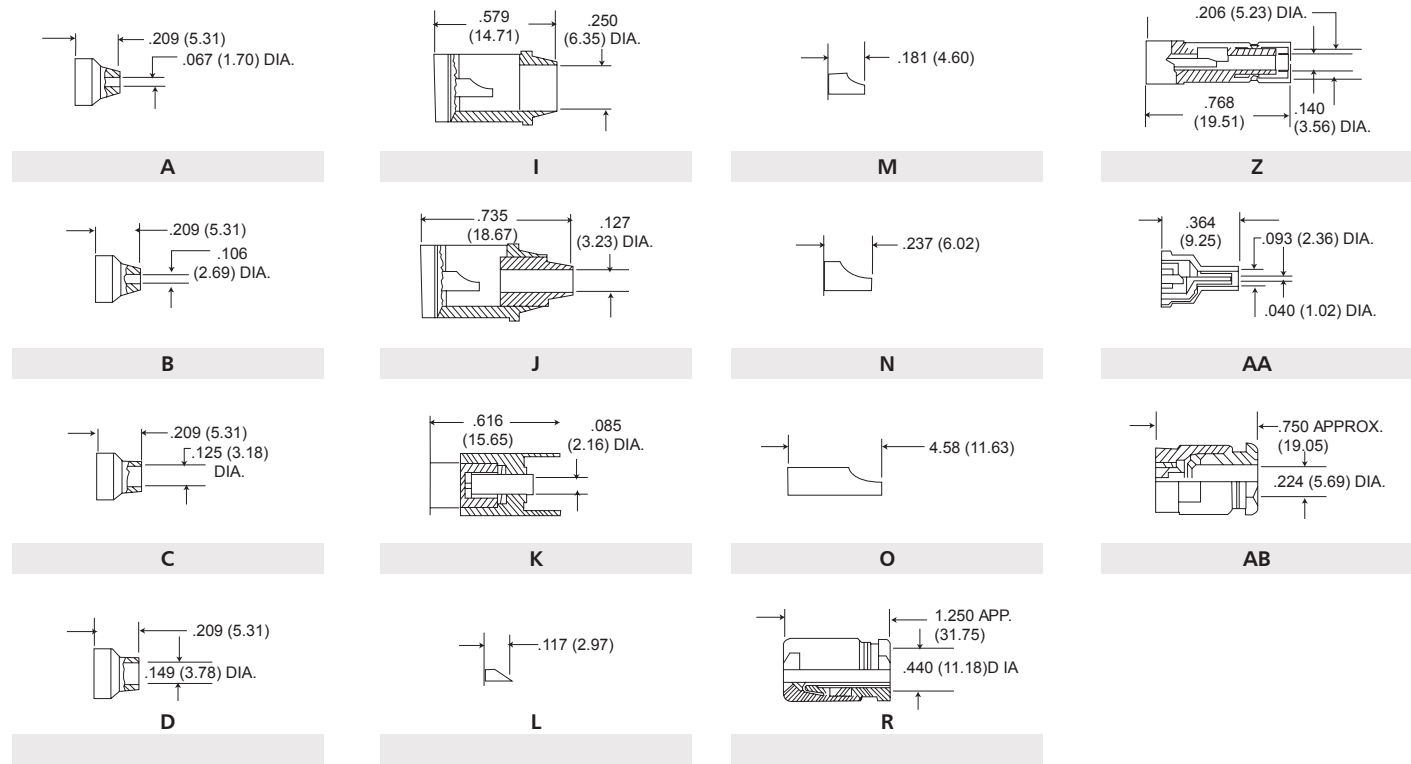 .209 (5.31)
.067 (1.70) DIA.
A
.579
(14.71)
.250
(6.35) DIA.
I
.181 (4.60)
M
.206 (5.23) DIA.
.768
(19.51)
.140
(3.56) DIA.
Z
.209 (5.31)
.106
(2.69) DIA.
B
.735
(18.67)
.127
(3.23) DIA.
J
.237 (6.02)
N
.364
(9.25)
.093 (2.36) DIA.
.040 (1.02) DIA.
AA
.209 (5.31)
.125 (3.18)
DIA.
C
.616
(15.65)
.085
(2.16) DIA.
K
4.58 (11.63)
O
.750 APPROX.
(19.05)
.224 (5.69) DIA.
AB
.209 (5.31)
.149 (3.78) DIA.
D
.117 (2.97)
L
1.250 APP.
(31.75)
.440 (11.18)D IA
R